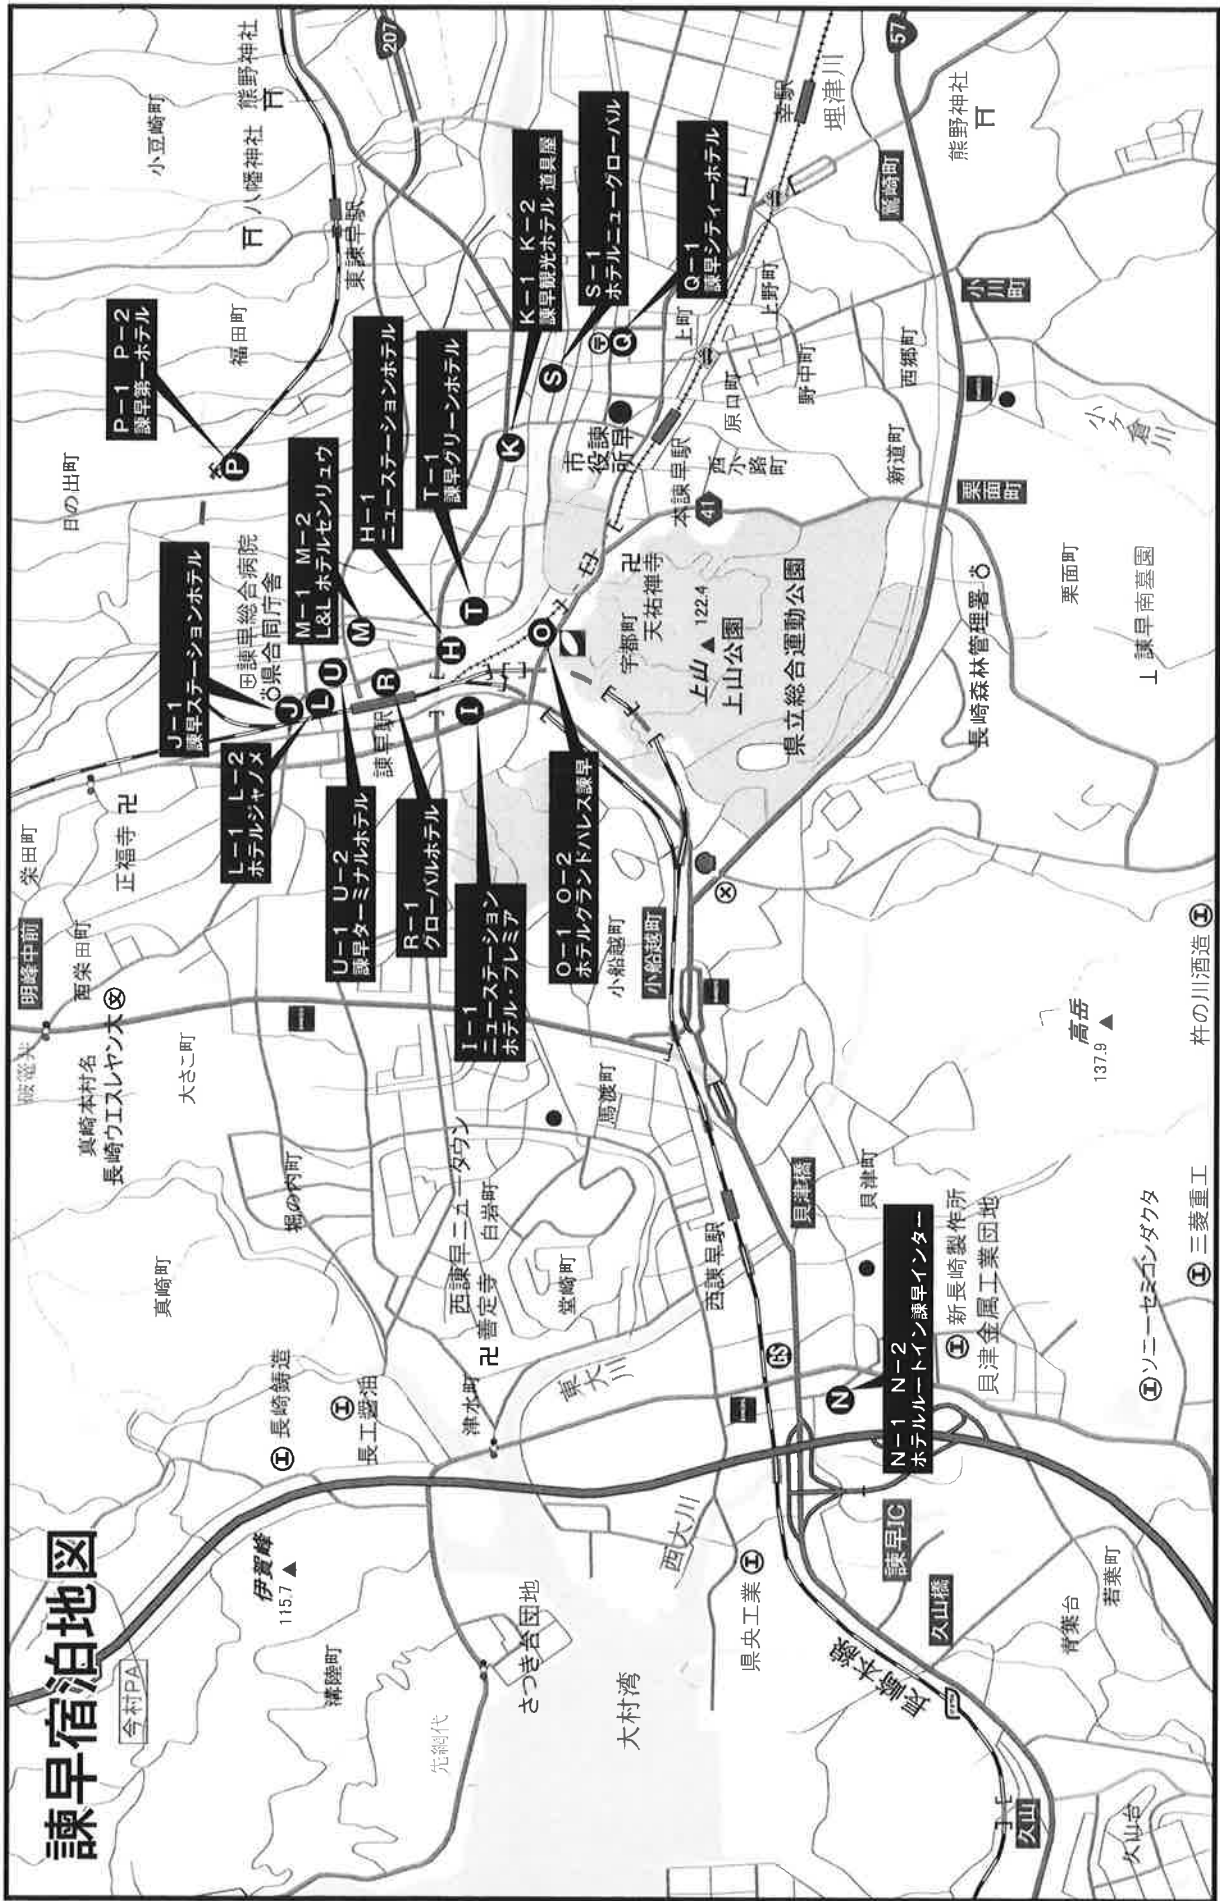 諫早宿泊地図
今村PA
伊賀峰
115.7
溝陸町
さつき台団地
大村湾
長崎鋳造
長工醤油
津水町
善定寺
東大川
西大川
県央工業
長崎本線
久山
久山台
久山橋
諫早IC
青葉台
若葉町
真崎町
真崎本村名
長崎ウエスレヤン大
大さこ町
堀の内町
西諫早ニュータウン
白岩町
堂崎町
馬渡町
西諫早駅
貝津橋
貝津町
N-1 N-2
ホテルルートイン諫早インター
N
新長崎製作所
貝津金属工業団地
ソニーセミコンダクタ
三菱重工
杵の川酒造
高岳
137.9
明峰中前
西栄田町
栄田町
正福寺
小船越町
小船越町
J-1
諫早ステーションホテル
J
L-1 L-2
ホテルジャノメ
L
U-1 U-2
諫早ターミナルホテル
U
R-1
グローバルホテル
R
I-1
ニューステーション
ホテル・プレミア
I
O-1 O-2
ホテルグランドパレス諫早
O
諫早駅
諫早総合病院
県合同庁舎
M-1 M-2
L&L ホテルセンリュウ
M
H-1
ニューステーションホテル
H
T-1
諫早グリーンホテル
T
P-1 P-2
諫早第一ホテル
P
K-1 K-2
諫早観光ホテル 道具屋
K
S-1
ホテルニューグローバル
S
Q-1
諫早シティーホテル
Q
日の出町
福田町
小豆崎町
八幡神社
熊野神社
東諫早駅
207
諫早
市役所
本諫早駅
41
宇都町
天祐禅寺
上山
122.4
上山公園
県立総合運動公園
長崎森林管理署
西小路町
原口町
上町
野中町
上野町
新道町
西郷町
栗面町
栗面町
諫早南墓園
小ヶ倉川
小川町
鷲崎町
幸駅
埋津川
57
熊野神社